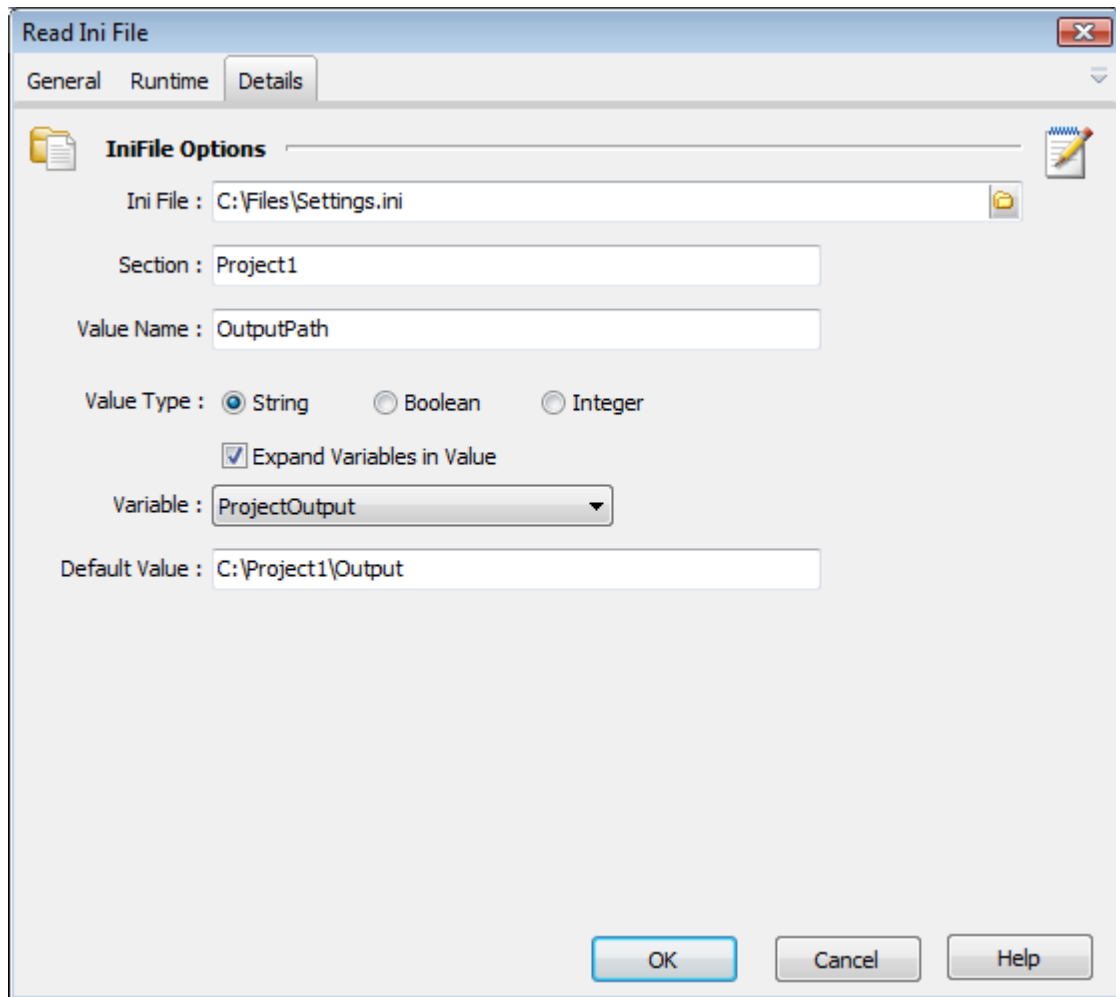 Read Ini File
General Runtime Details
IniFile Options
Ini File : C:\Files\Settings.ini
Section : Project1
Value Name : OutputPath
Value Type : String Boolean Integer
Expand Variables in Value
Variable : ProjectOutput
Default Value : C:\Project1\Output
OK Cancel Help